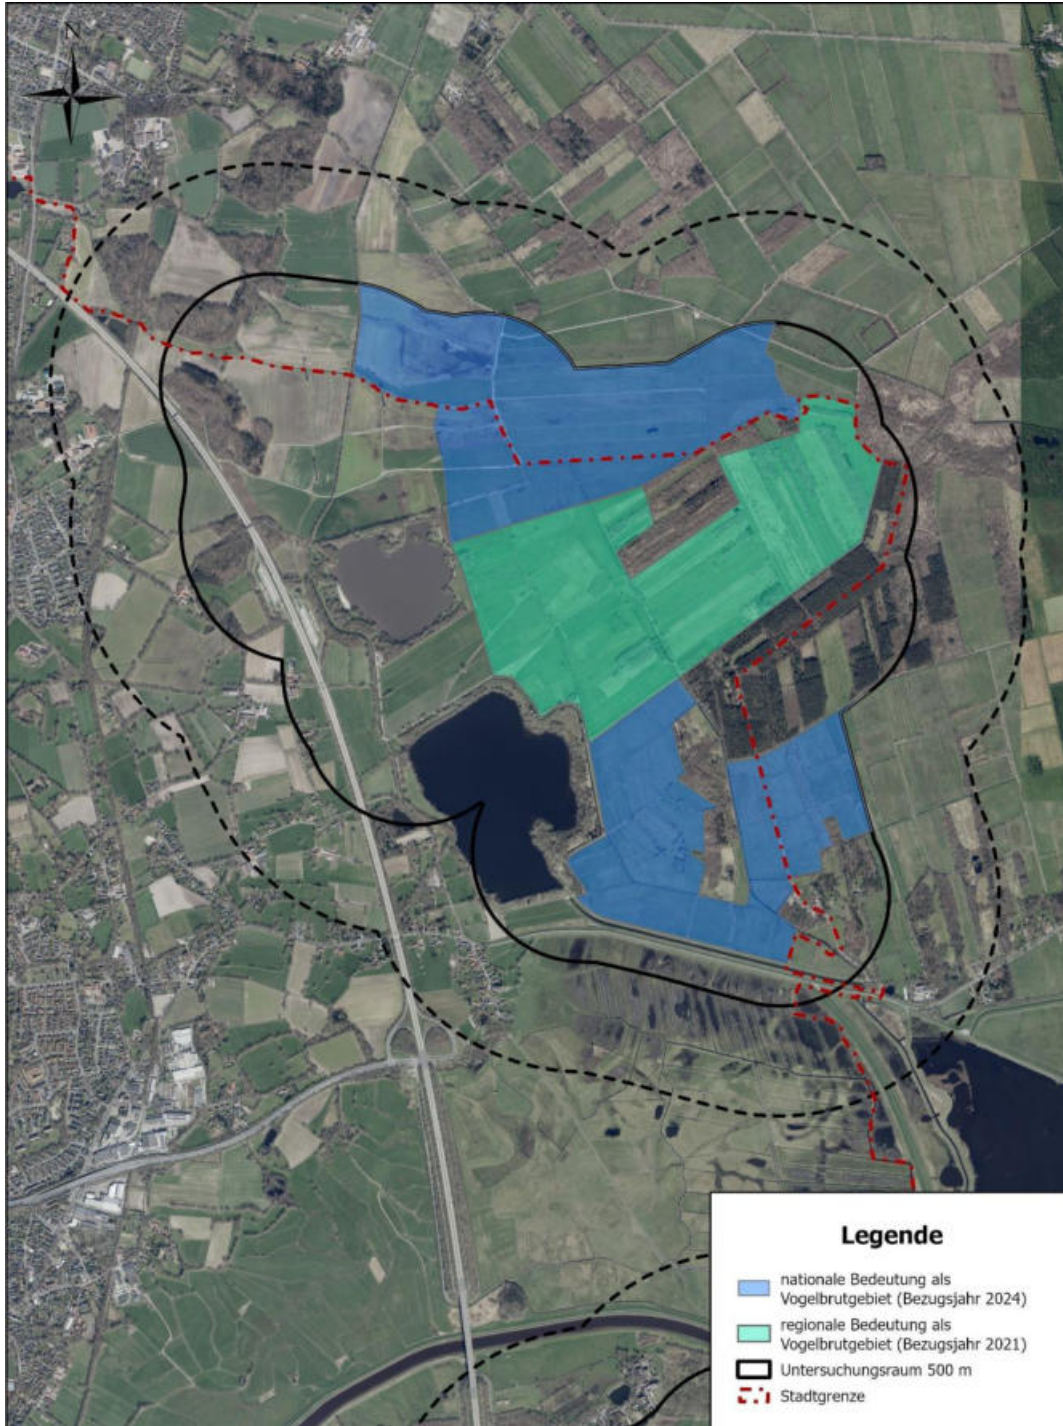 N
Legende
nationale Bedeutung als
Vogelbrutgebiet (Bezugsjahr 2024)
regionale Bedeutung als
Vogelbrutgebiet (Bezugsjahr 2021)
Untersuchungsraum 500 m
Stadtgrenze